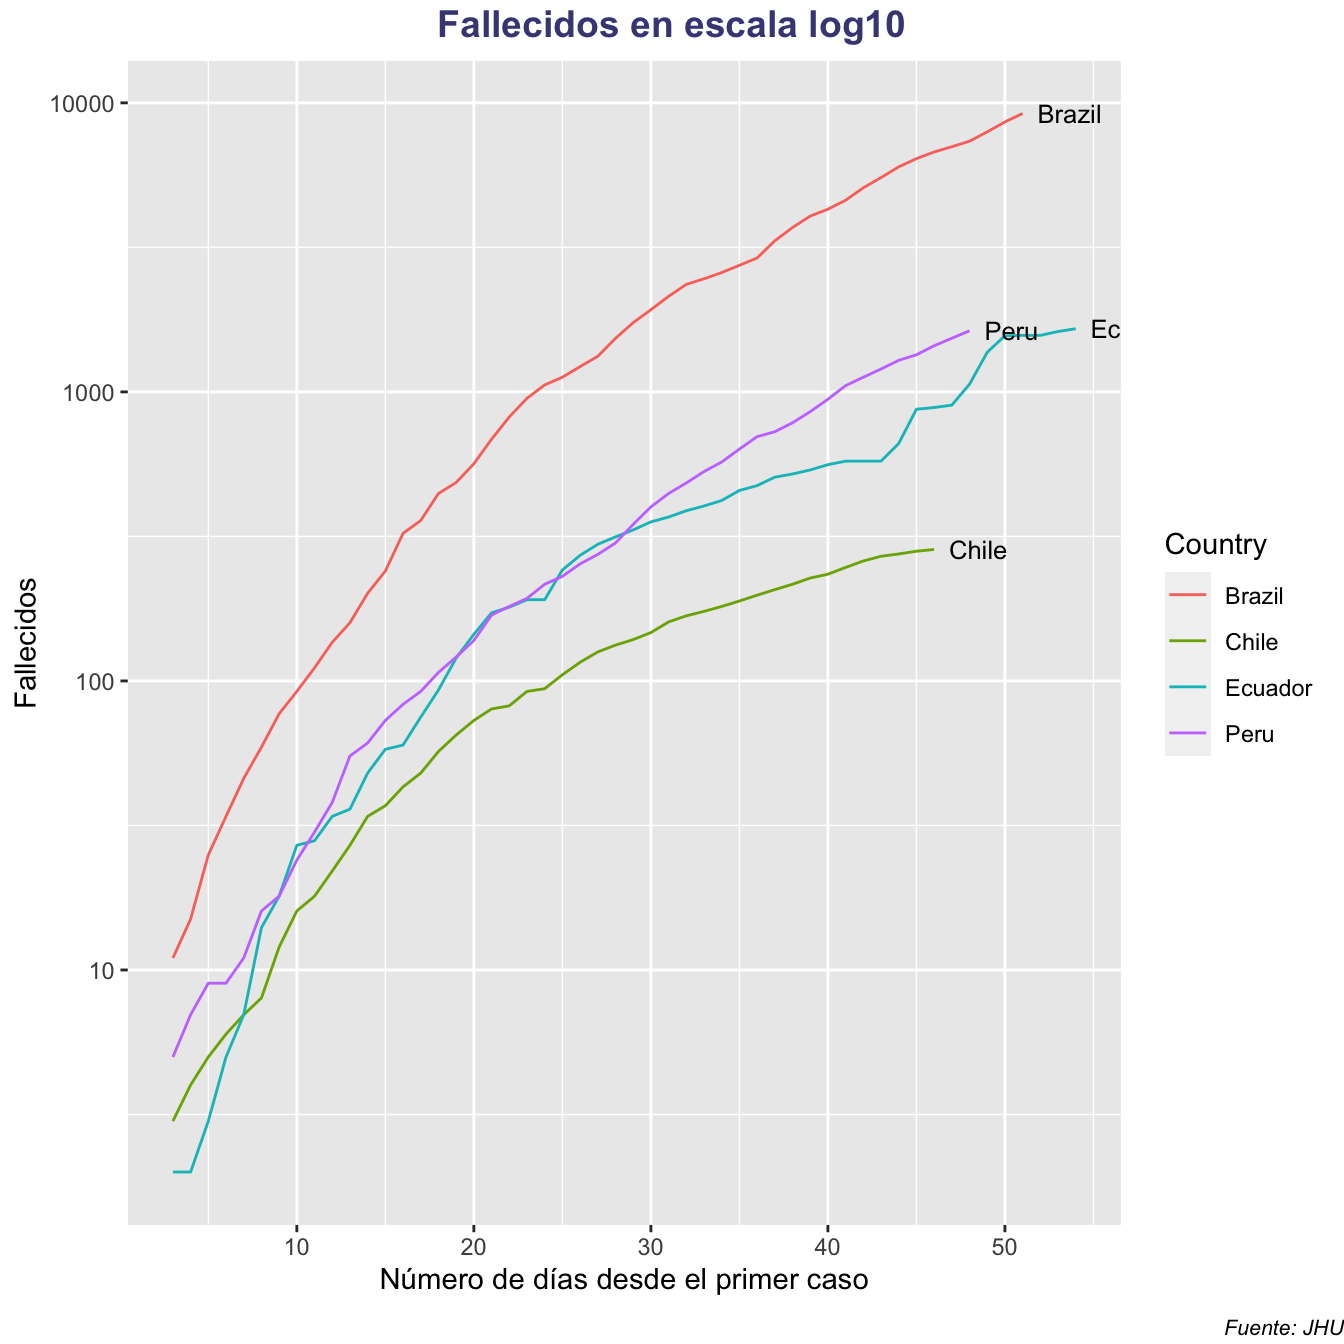 Fallecidos en escala log10
10000
1000
100
10
Fallecidos
Brazil
Peru
Ec
Chile
Country
Brazil
Chile
Ecuador
Peru
10 20 30 40 50
Número de días desde el primer caso
Fuente: JHU